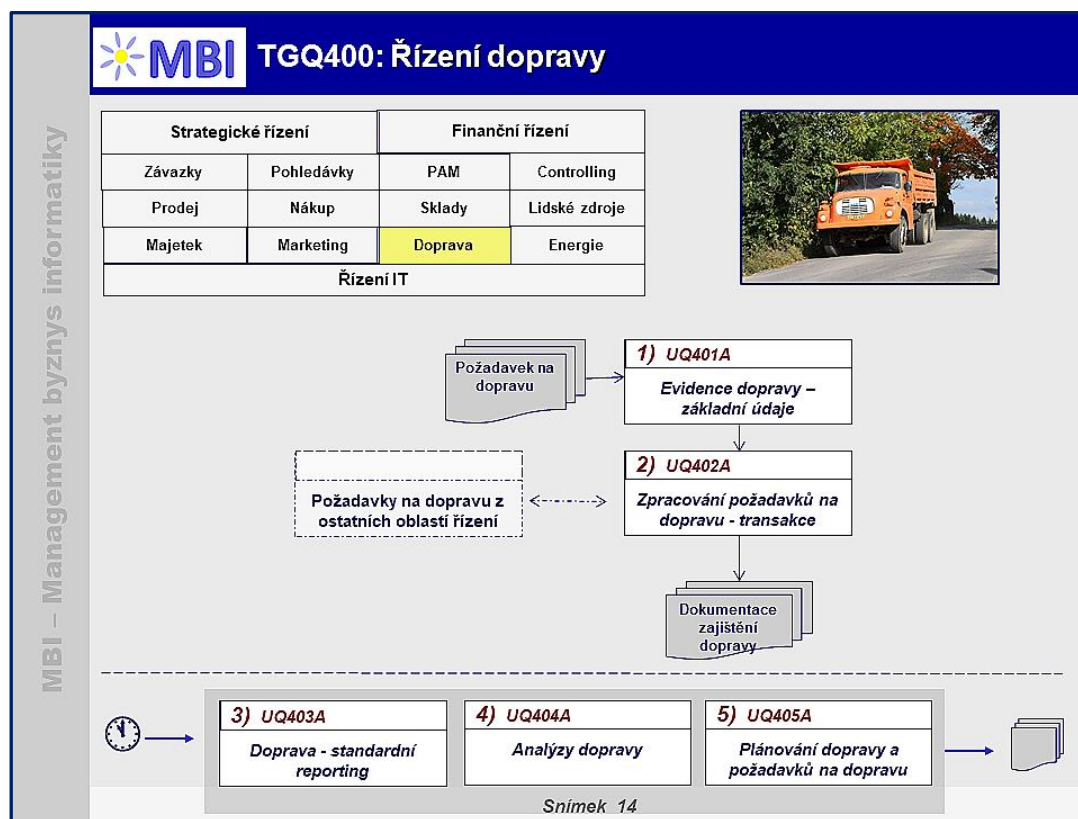 MBI
TGQ400: Řízení dopravy
MBI – Management byznys informatiky
Strategické řízení
Finanční řízení
Závazky
Pohledávky
PAM
Controlling
Prodej
Nákup
Sklady
Lidské zdroje
Majetek
Marketing
Doprava
Energie
Řízení IT
Požadavek na
dopravu
1) UQ401A
Evidence dopravy –
základní údaje
2) UQ402A
Zpracování požadavků na
dopravu - transakce
Požadavky na dopravu z
ostatních oblastí řízení
Dokumentace
zajištění
dopravy
3) UQ403A
Doprava - standardní
reporting
4) UQ404A
Analýzy dopravy
5) UQ405A
Plánování dopravy a
požadavků na dopravu
Snímek 14